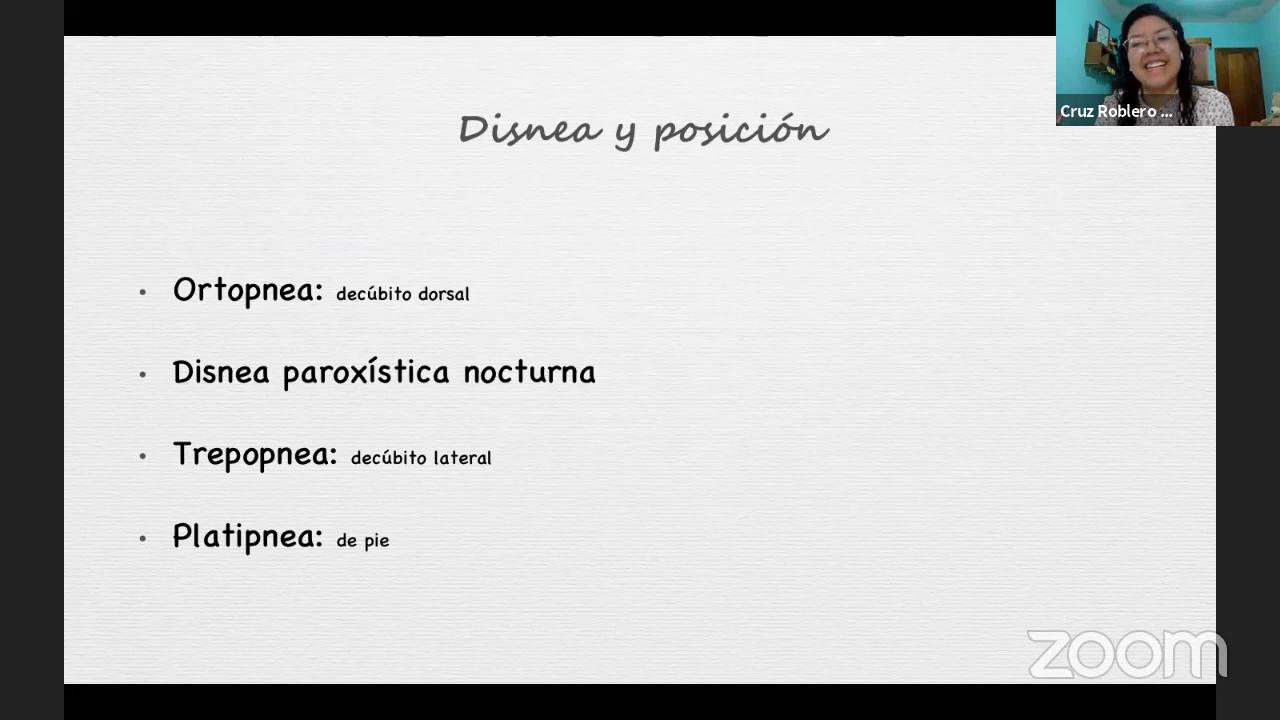 Disnea y posición
Cruz Roblero ...
• Ortopnea: decúbito dorsal
• Disnea paroxística nocturna
• Trepopnea: decúbito lateral
• Platipnea: de pie
zoom